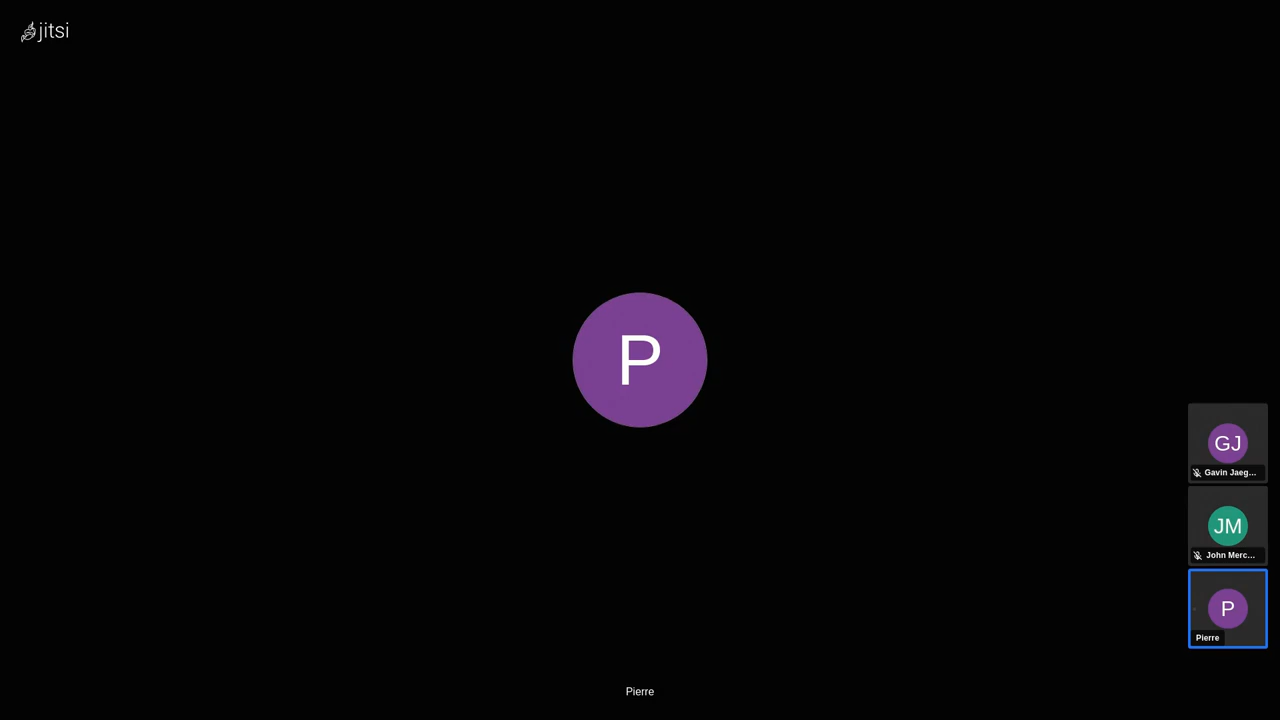 jitsi
P
GJ
Gavin Jaeg...
JM
John Merc...
P
Pierre
Pierre